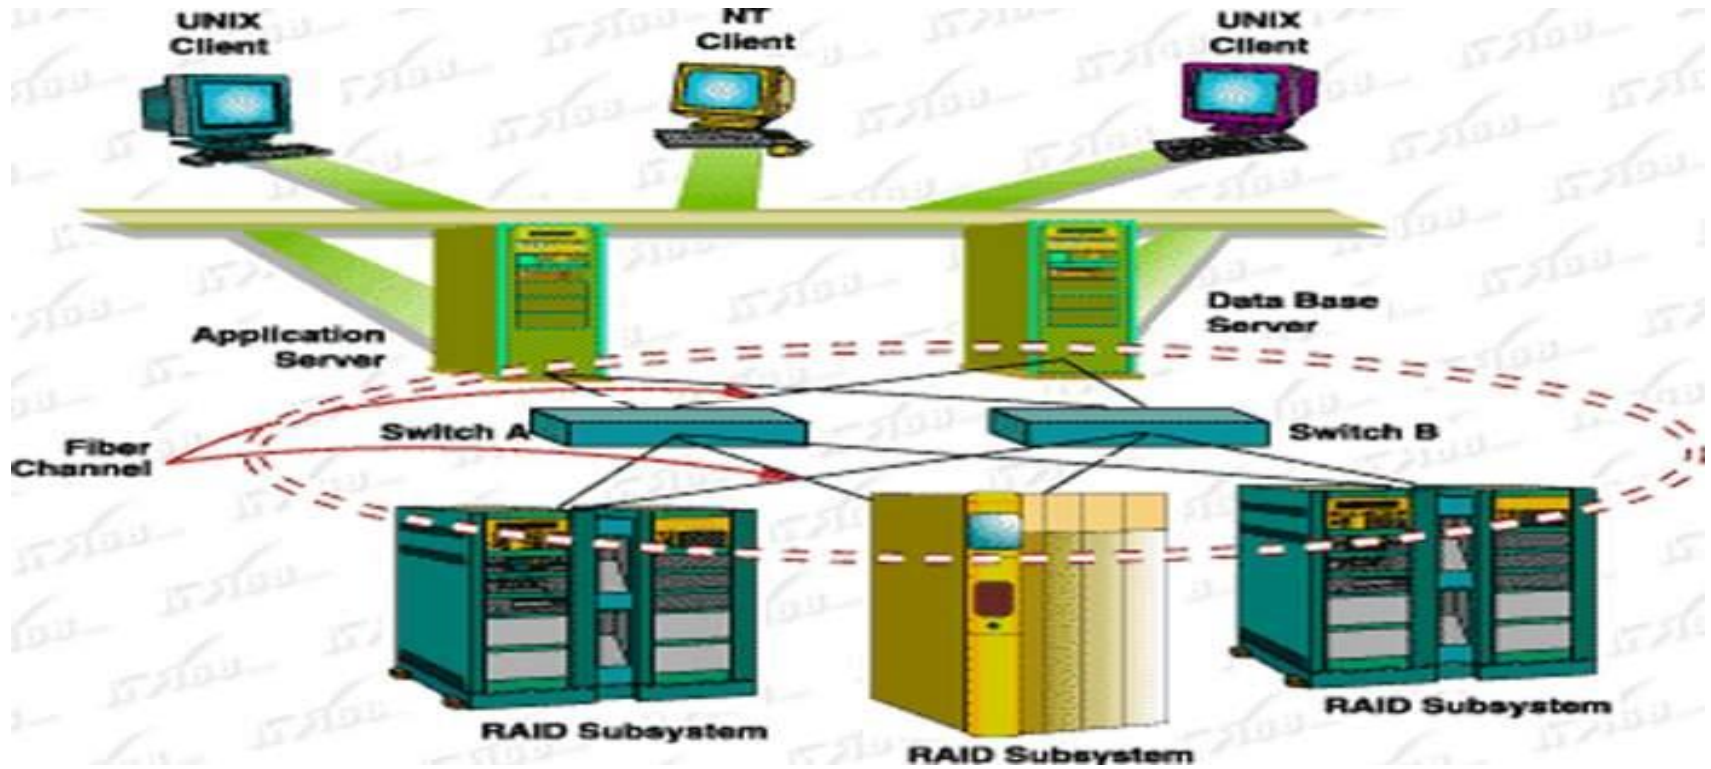 UNIX
Client
NT
Client
UNIX
Client
Application
Server
Data Base
Server
Fiber
Channel
Switch A
Switch B
RAID Subsystem
RAID Subsystem
RAID Subsystem